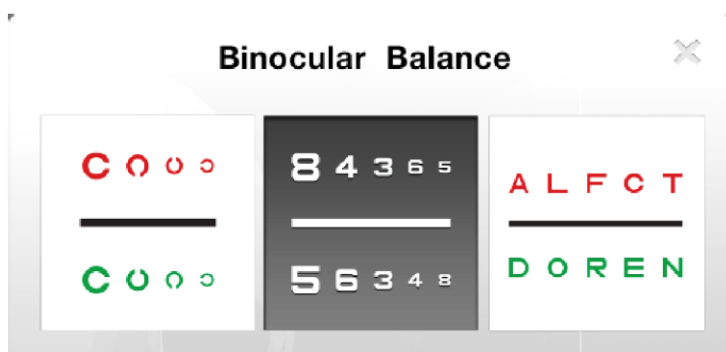 Binocular Balance
C
C
8 4 3 6 5
5 6 3 4 8
A L F C T
D O R E N